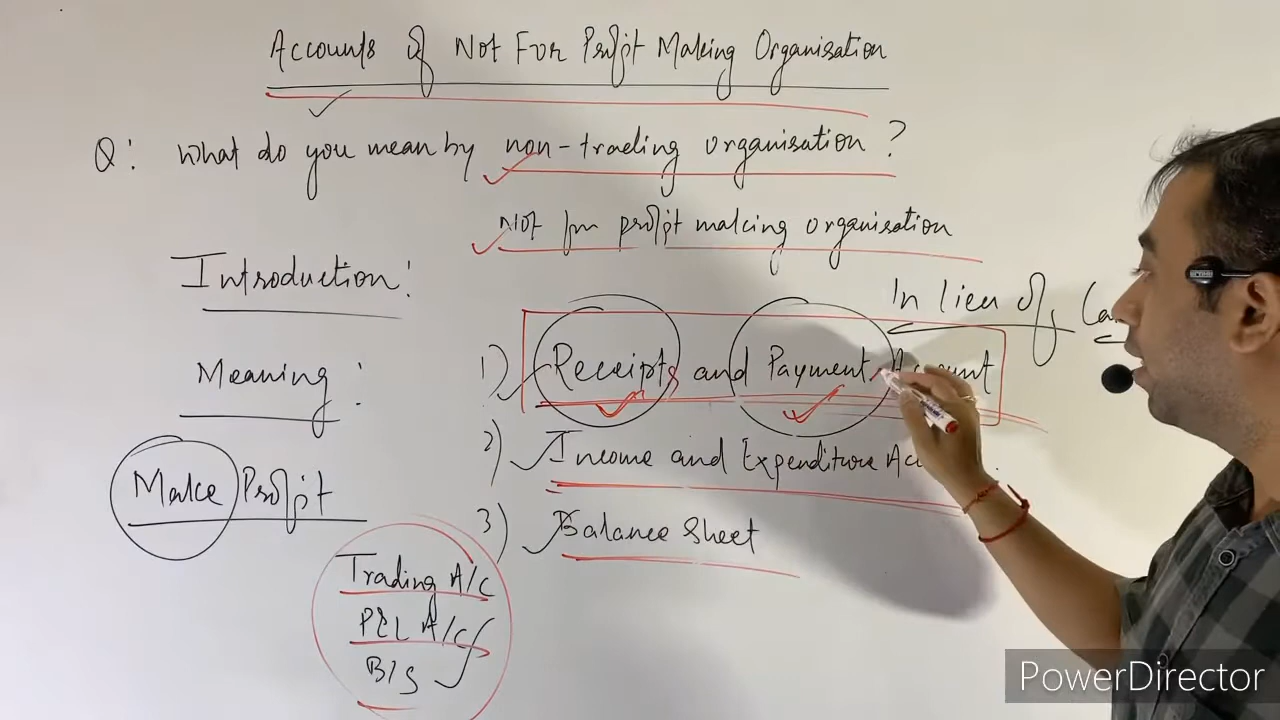 Accounts of Not For Profit Making Organisation
Q: What do you mean by non-trading organisation?
Not for profit making organisation
Introduction:
In lieu of
Meaning:
1) Receipts and Payment Account
2) Income and Expenditure
Make Profit
3) Balance Sheet
Trading A/C
P&L A/C
B/S
PowerDirector